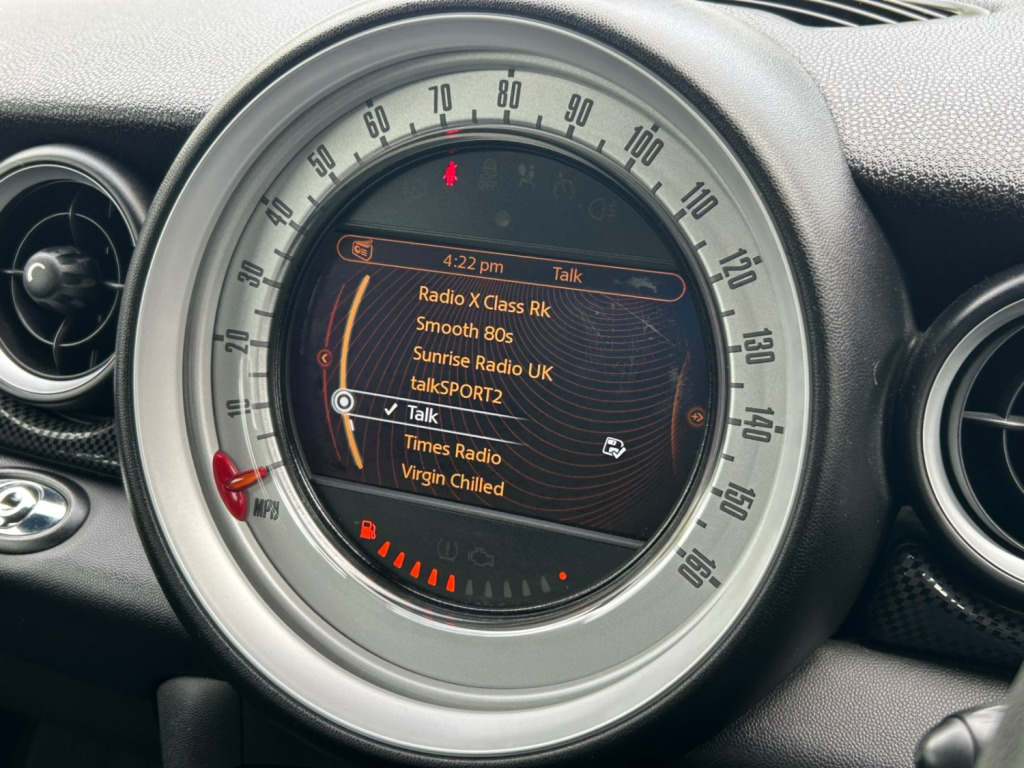 10
20
30
40
50
60
70
80
90
100
110
120
130
140
150
160
MPH
4:22 pm Talk
Radio X Class Rk
Smooth 80s
Sunrise Radio UK
talkSPORT2
✓ Talk
Times Radio
Virgin Chilled